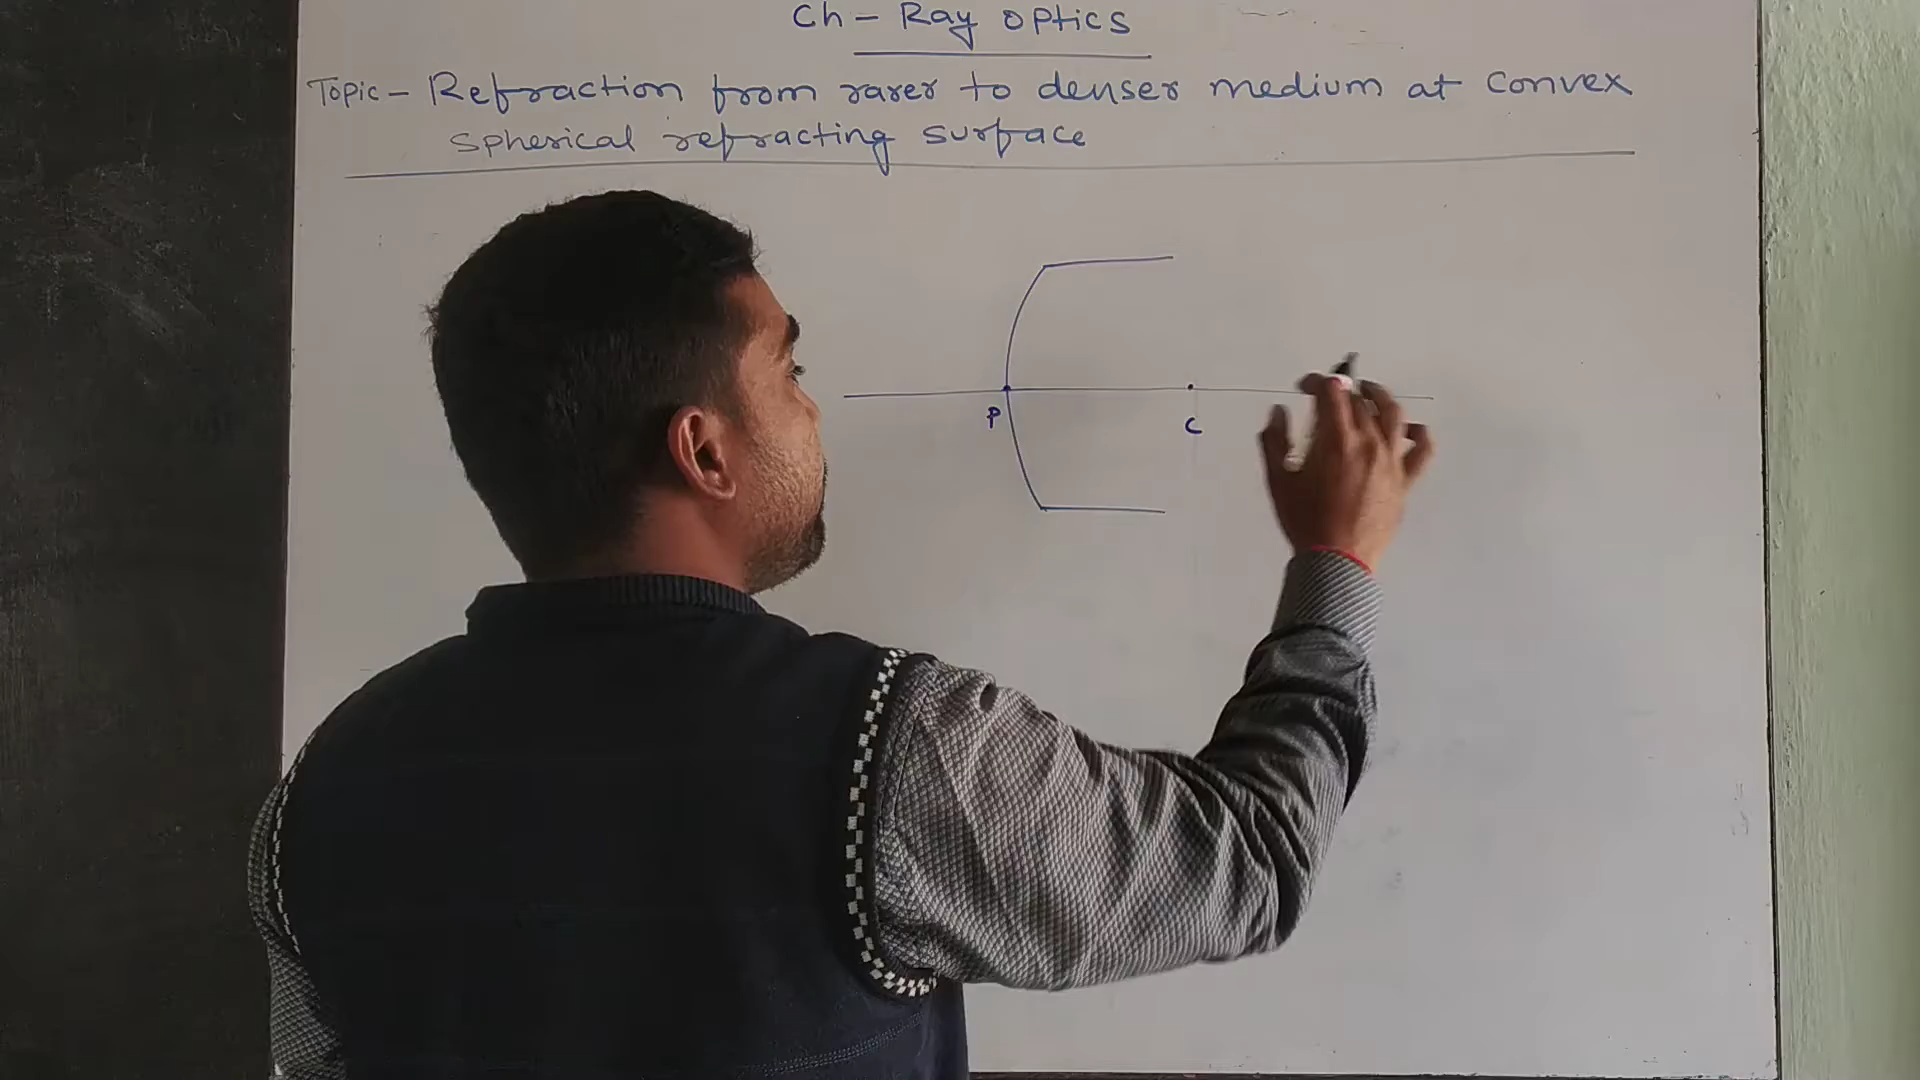 Ch - Ray optics
Topic - Refraction from rarer to denser medium at convex
spherical refracting surface
P
C